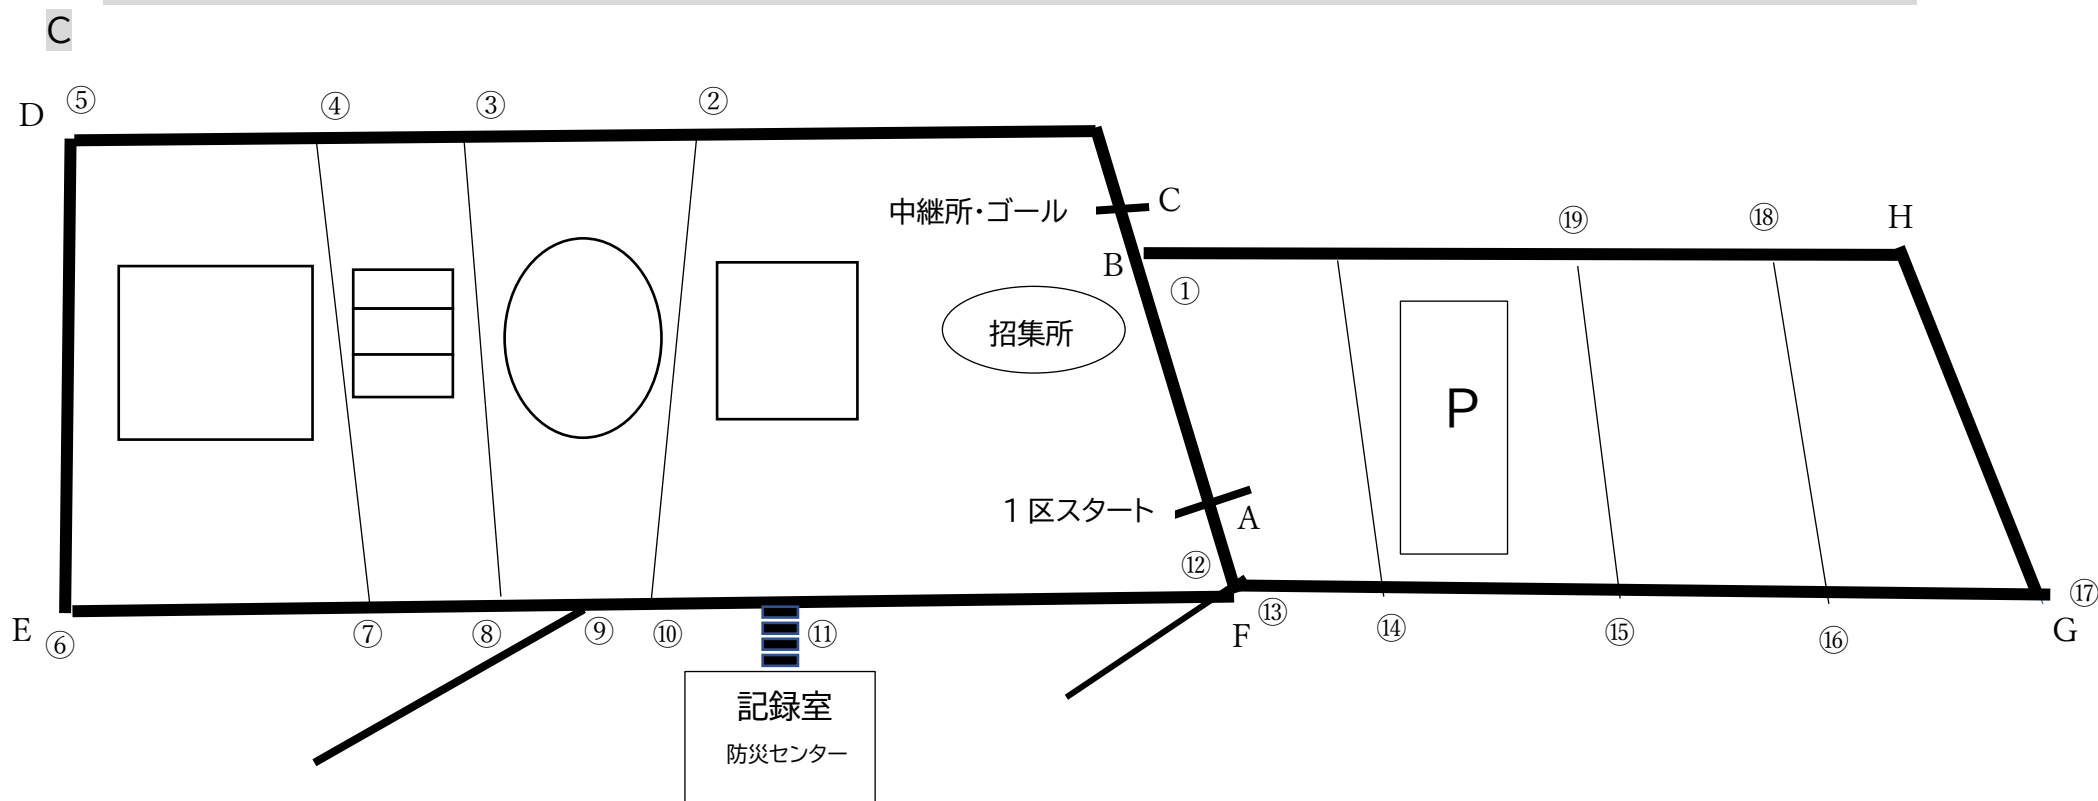 C
D ⑤ ④ ③ ②
中継所・ゴール C
⑲ ⑱ H
B ①
招集所
P
1区スタート A
⑫
E ⑥ ⑦ ⑧ ⑨ ⑩ ⑪ F ⑬ ⑭ ⑮ ⑯ ⑰ G
記録室
防災センター